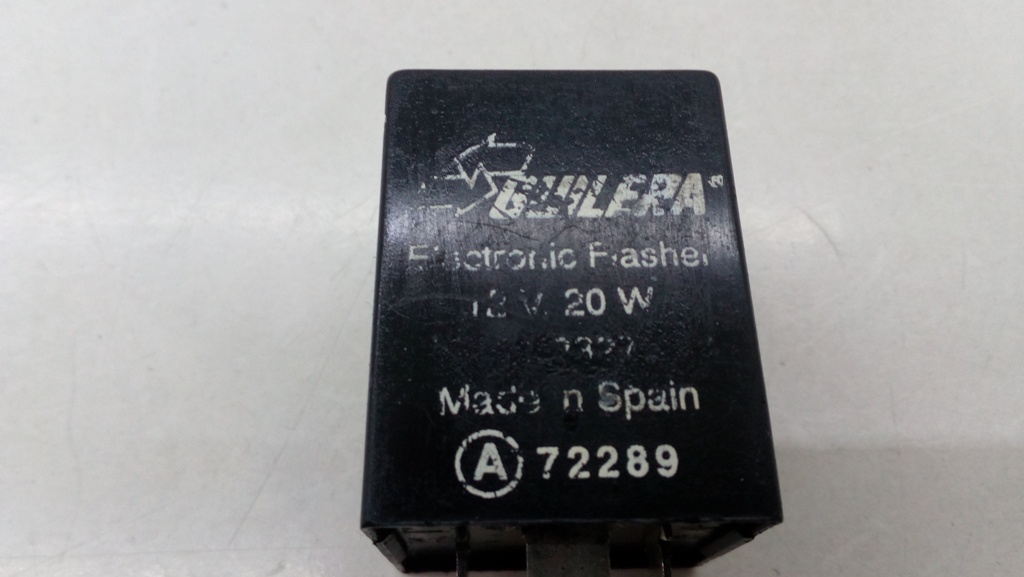 GUILERA
Electronic Flasher
12 V. 20 W
Made in Spain
A 72289